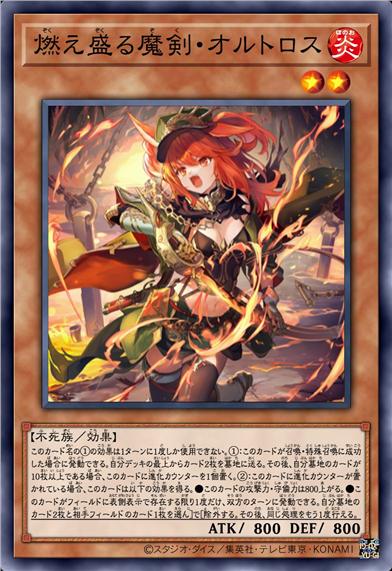 燃え盛る魔剣・オルトロス
炎
【不死族／効果】
このカード名の①の効果は1ターンに1度しか使用できない。①:このカードが召喚・特殊召喚に成功
した場合に発動できる。自分デッキの上からカード2枚を墓地に送る。その後、自分墓地のカードが
10枚以上である場合、このカードに進化カウンターを1個置く。②:このカードに進化カウンターが置
かれている場合、このカードは以下の効果を得る。●このカードの攻撃力・守備力は800上がる。●
このカードがフィールドに表側表示で存在する限り1度だけ、双方のターンに発動できる。自分墓地の
カード2枚と相手フィールドのカード1枚を選んで除外する。その後、同じ処理をもう1度行える。
ATK/ 800 DEF/ 800
©スタジオ・ダイス／集英社・テレビ東京・KONAMI